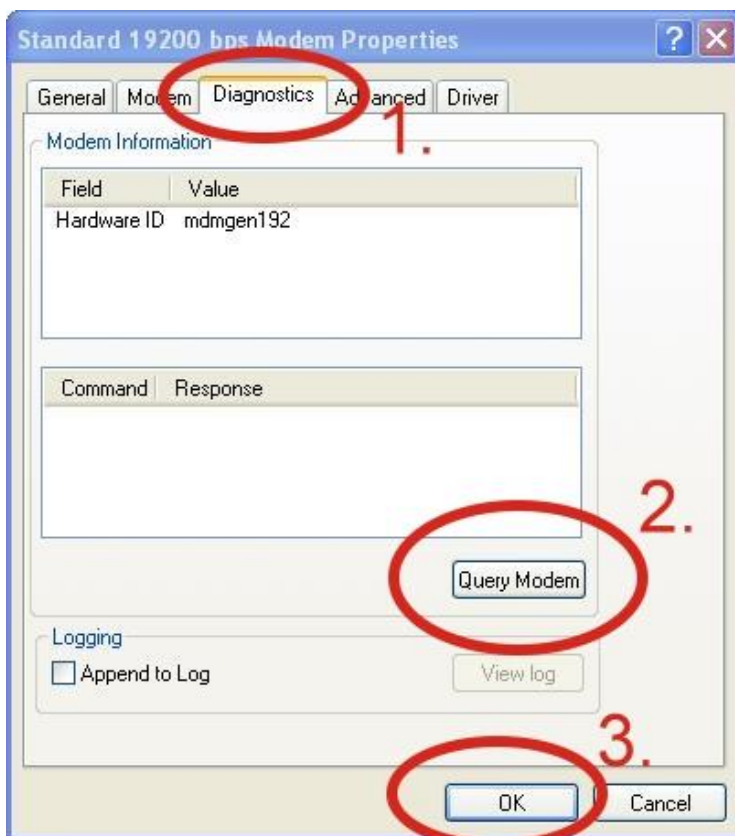 Standard 19200 bps Modem Properties
General Modem Diagnostics Advanced Driver
1.
Modem Information
Field Value
Hardware ID mdmgen192
Command Response
2.
Query Modem
Logging
Append to Log View log
3.
OK Cancel